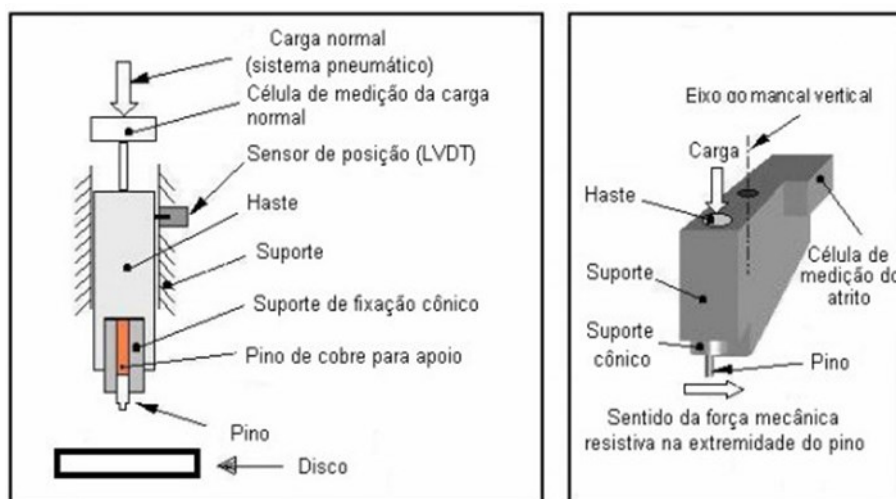 Carga normal
(sistema pneumático)
Célula de medição da carga
normal
Sensor de posição (LVDT)
Haste
Suporte
Suporte de fixação cônico
Pino de cobre para apoio
Pino
Disco
Eixo do mancal vertical
Carga
Haste
Suporte
Célula de
medição do
atrito
Suporte
cônico
Pino
Sentido da força mecânica
resistiva na extremidade do pino